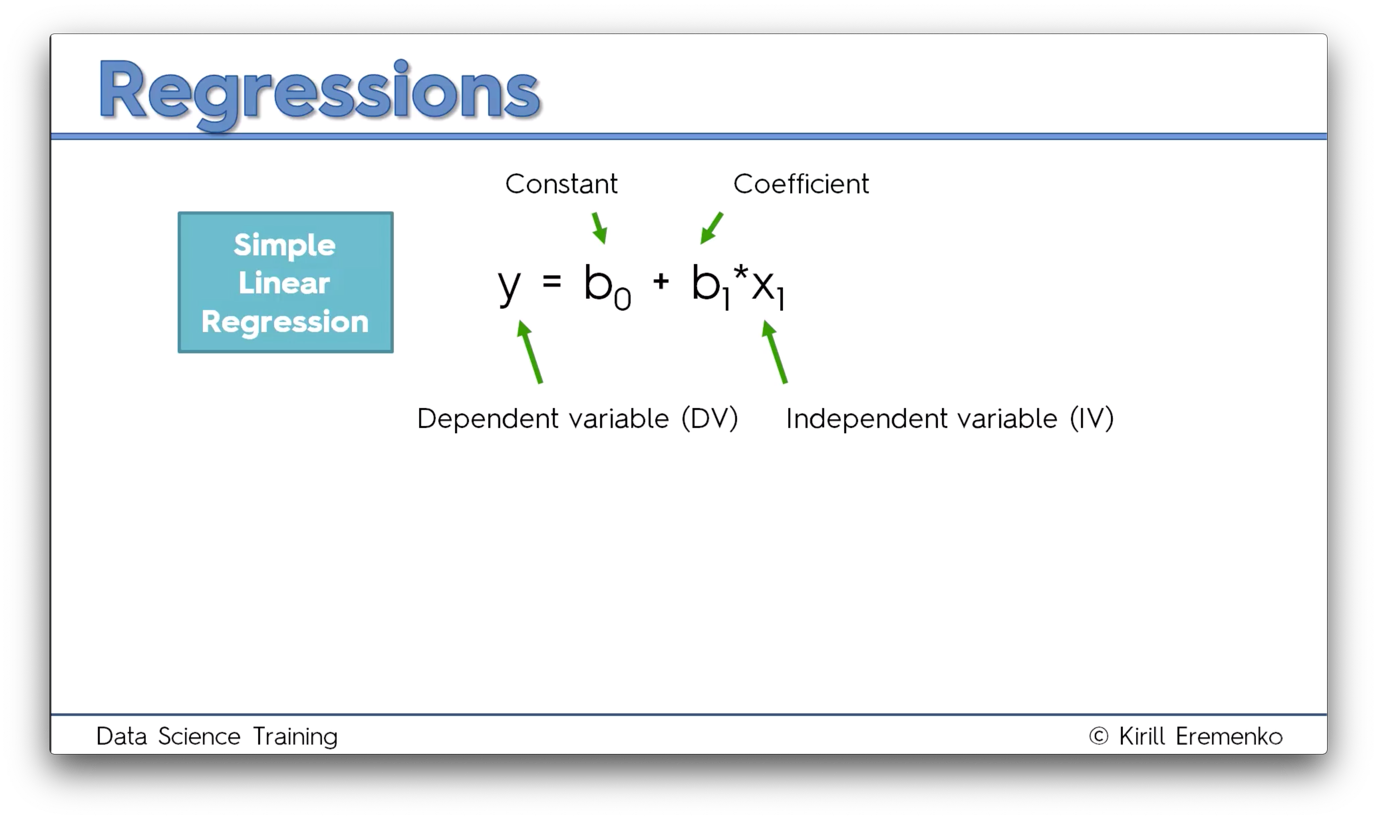 Regressions
Constant Coefficient
Simple
Linear
Regression
y = b₀ + b₁*x₁
Dependent variable (DV) Independent variable (IV)
Data Science Training © Kirill Eremenko